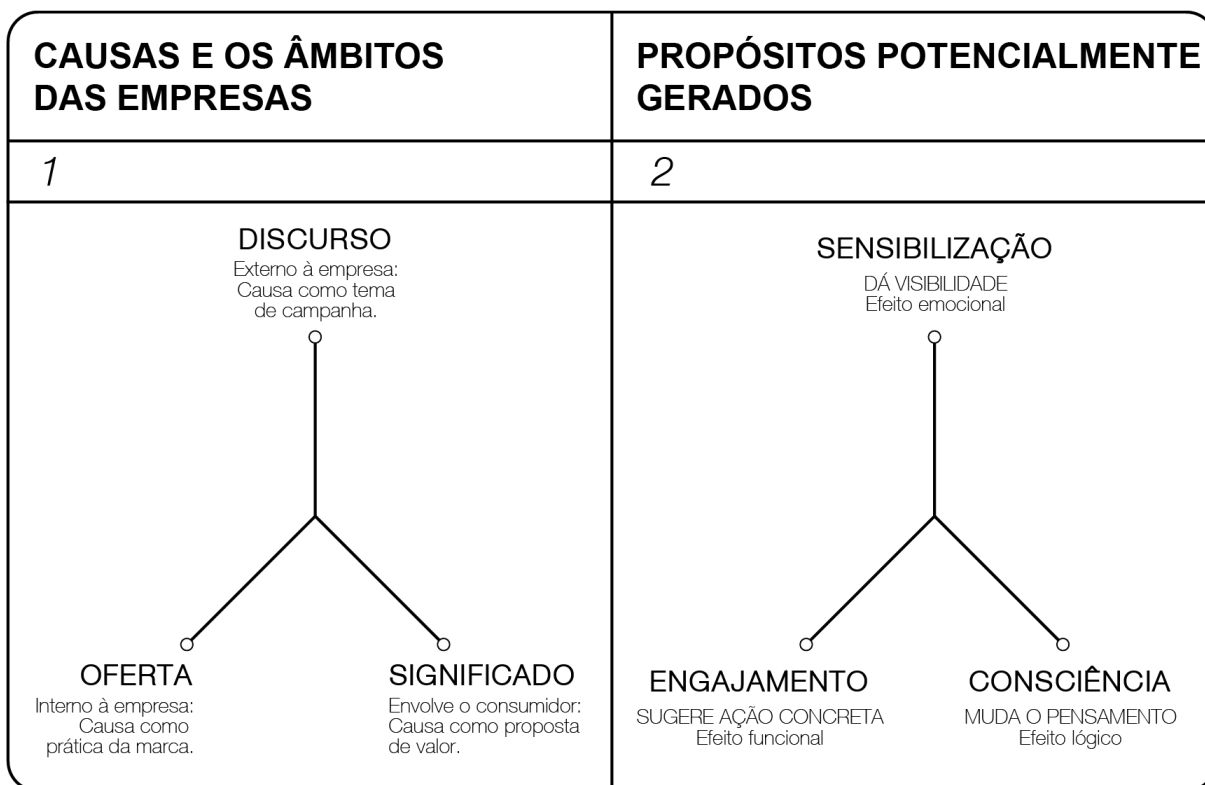 CAUSAS E OS ÂMBITOS
DAS EMPRESAS
PROPÓSITOS POTENCIALMENTE
GERADOS
1
2
DISCURSO
Externo à empresa:
Causa como tema
de campanha.
OFERTA
Interno à empresa:
Causa como
prática da marca.
SIGNIFICADO
Envolve o consumidor:
Causa como proposta
de valor.
SENSIBILIZAÇÃO
DÁ VISIBILIDADE
Efeito emocional
ENGAJAMENTO
SUGERE AÇÃO CONCRETA
Efeito funcional
CONSCIÊNCIA
MUDA O PENSAMENTO
Efeito lógico